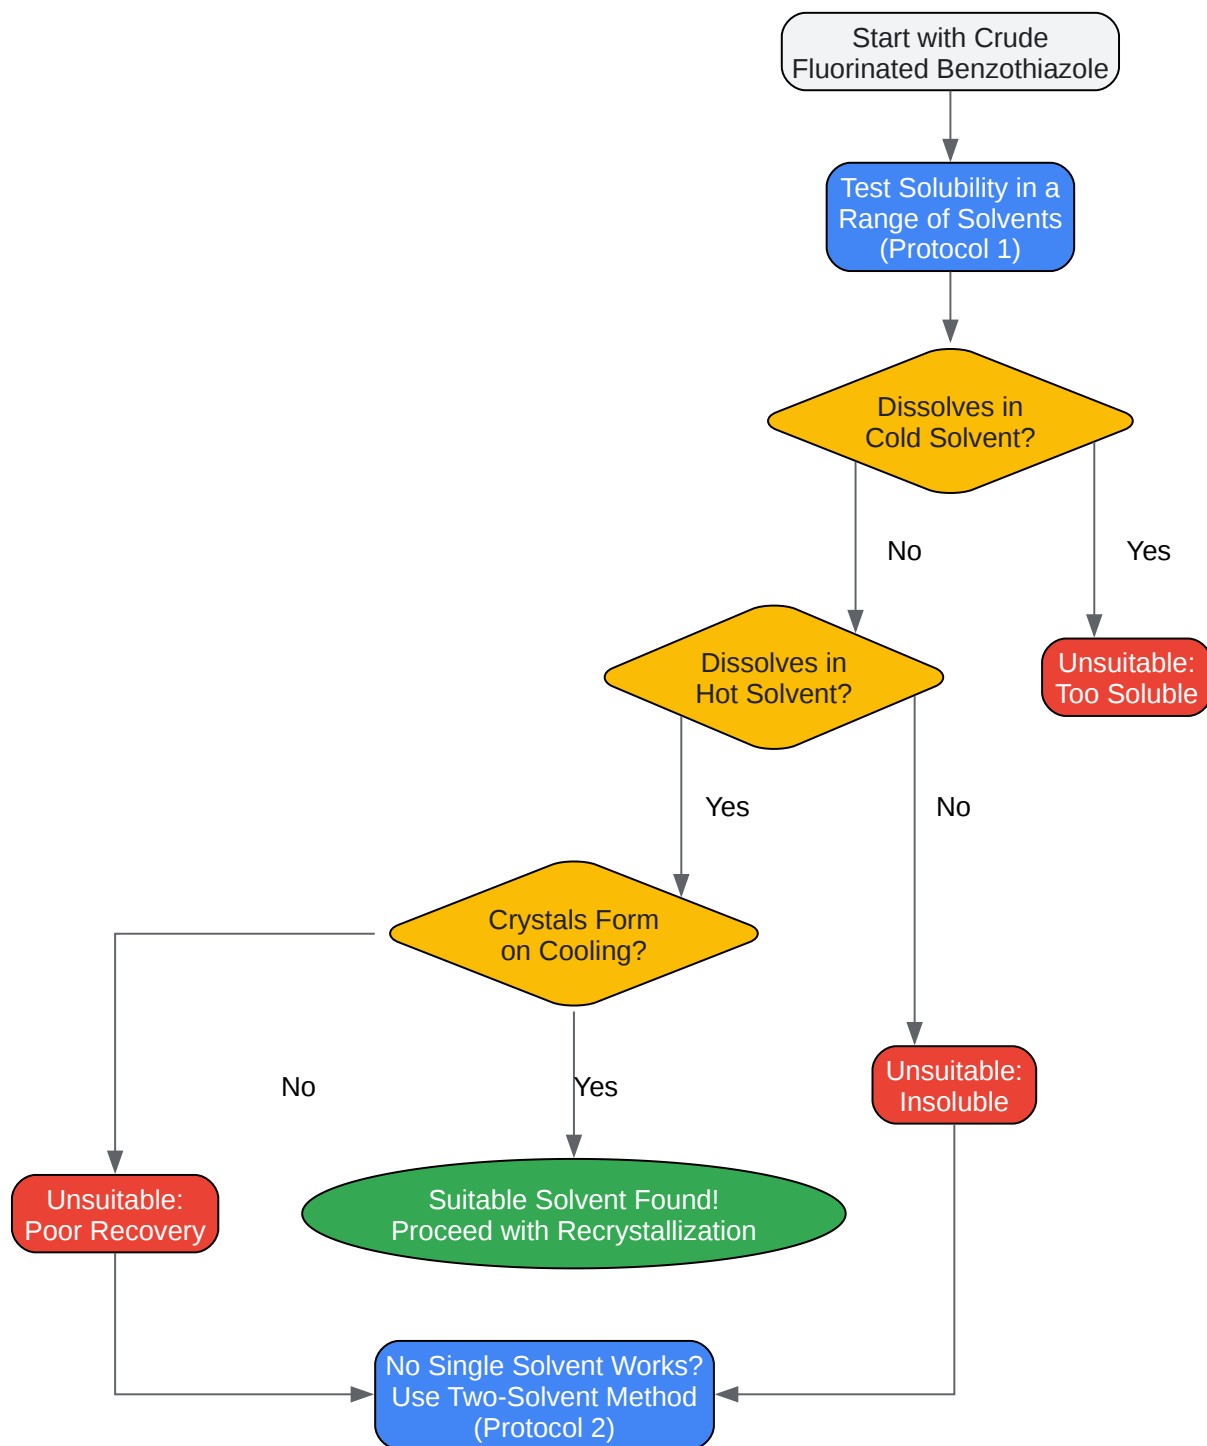 Start with Crude
Fluorinated Benzothiazole
Test Solubility in a
Range of Solvents
(Protocol 1)
Dissolves in
Cold Solvent?
No
Yes
Dissolves in
Hot Solvent?
Unsuitable:
Too Soluble
Yes
No
Crystals Form
on Cooling?
No
Yes
Unsuitable:
Insoluble
Unsuitable:
Poor Recovery
Suitable Solvent Found!
Proceed with Recrystallization
No Single Solvent Works?
Use Two-Solvent Method
(Protocol 2)